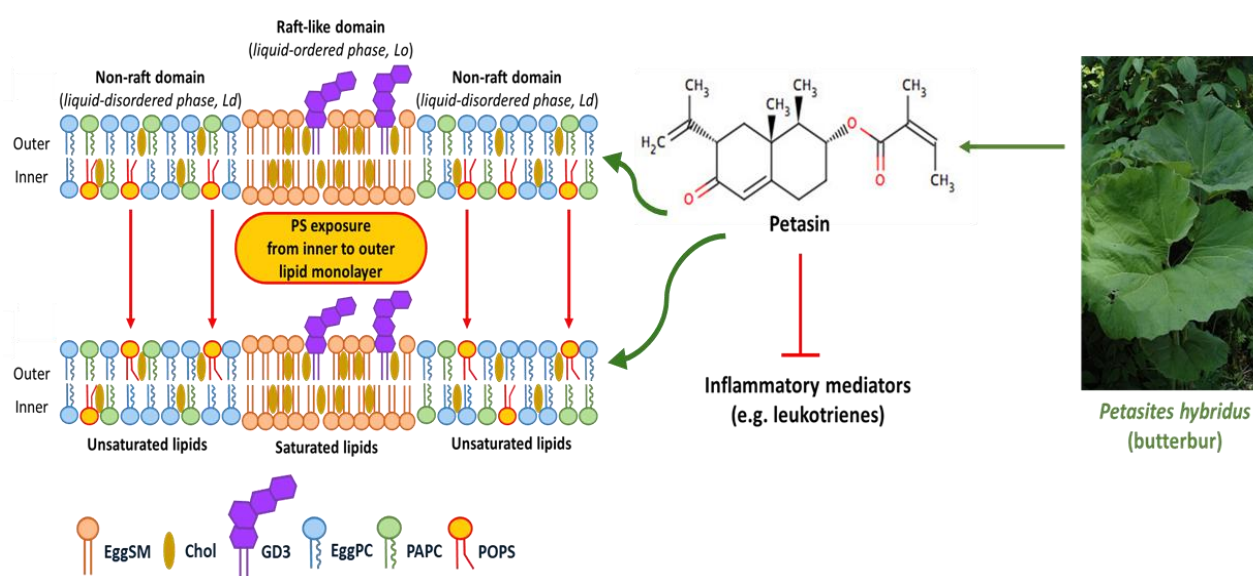 Raft-like domain
(liquid-ordered phase, Lo)
Non-raft domain
(liquid-disordered phase, Ld)
Non-raft domain
(liquid-disordered phase, Ld)
Outer
Inner
PS exposure
from inner to outer
lipid monolayer
Outer
Inner
Unsaturated lipids
Saturated lipids
Unsaturated lipids
CH₃
CH₃
CH₃
CH₃
H₂C
O
O
O
CH₃
Petasin
Inflammatory mediators
(e.g. leukotrienes)
Petasites hybridus
(butterbur)
EggSM
Chol
GD3
EggPC
PAPC
POPS